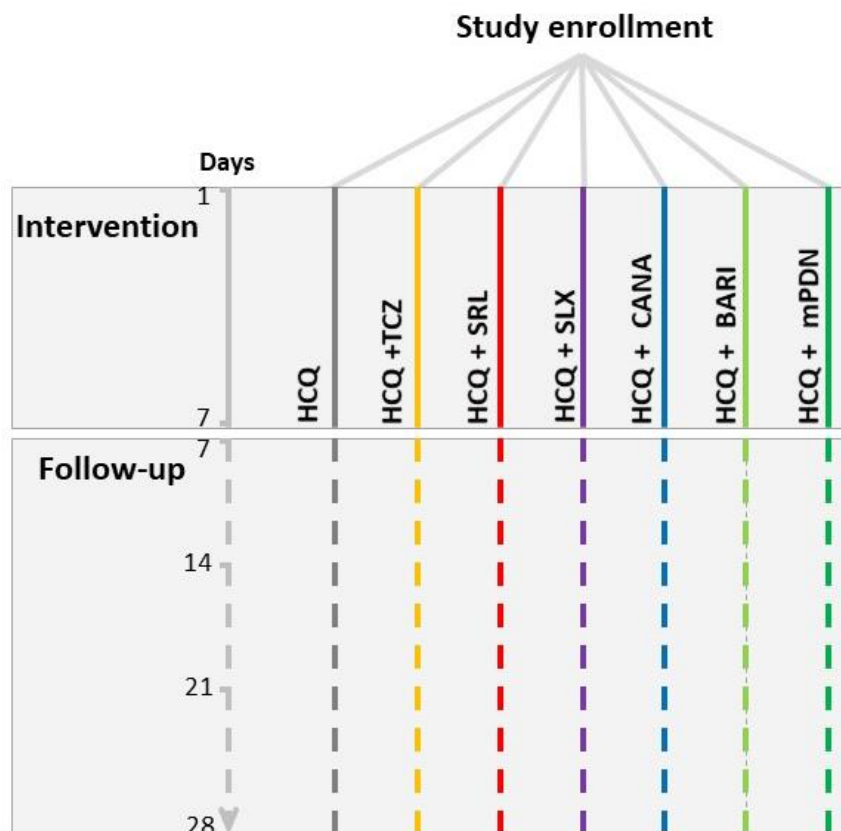 Study enrollment
Days
1
Intervention
HCQ
HCQ +TCZ
HCQ + SRL
HCQ + SLX
HCQ + CANA
HCQ + BARI
HCQ + mPDN
7
7
Follow-up
14
21
28